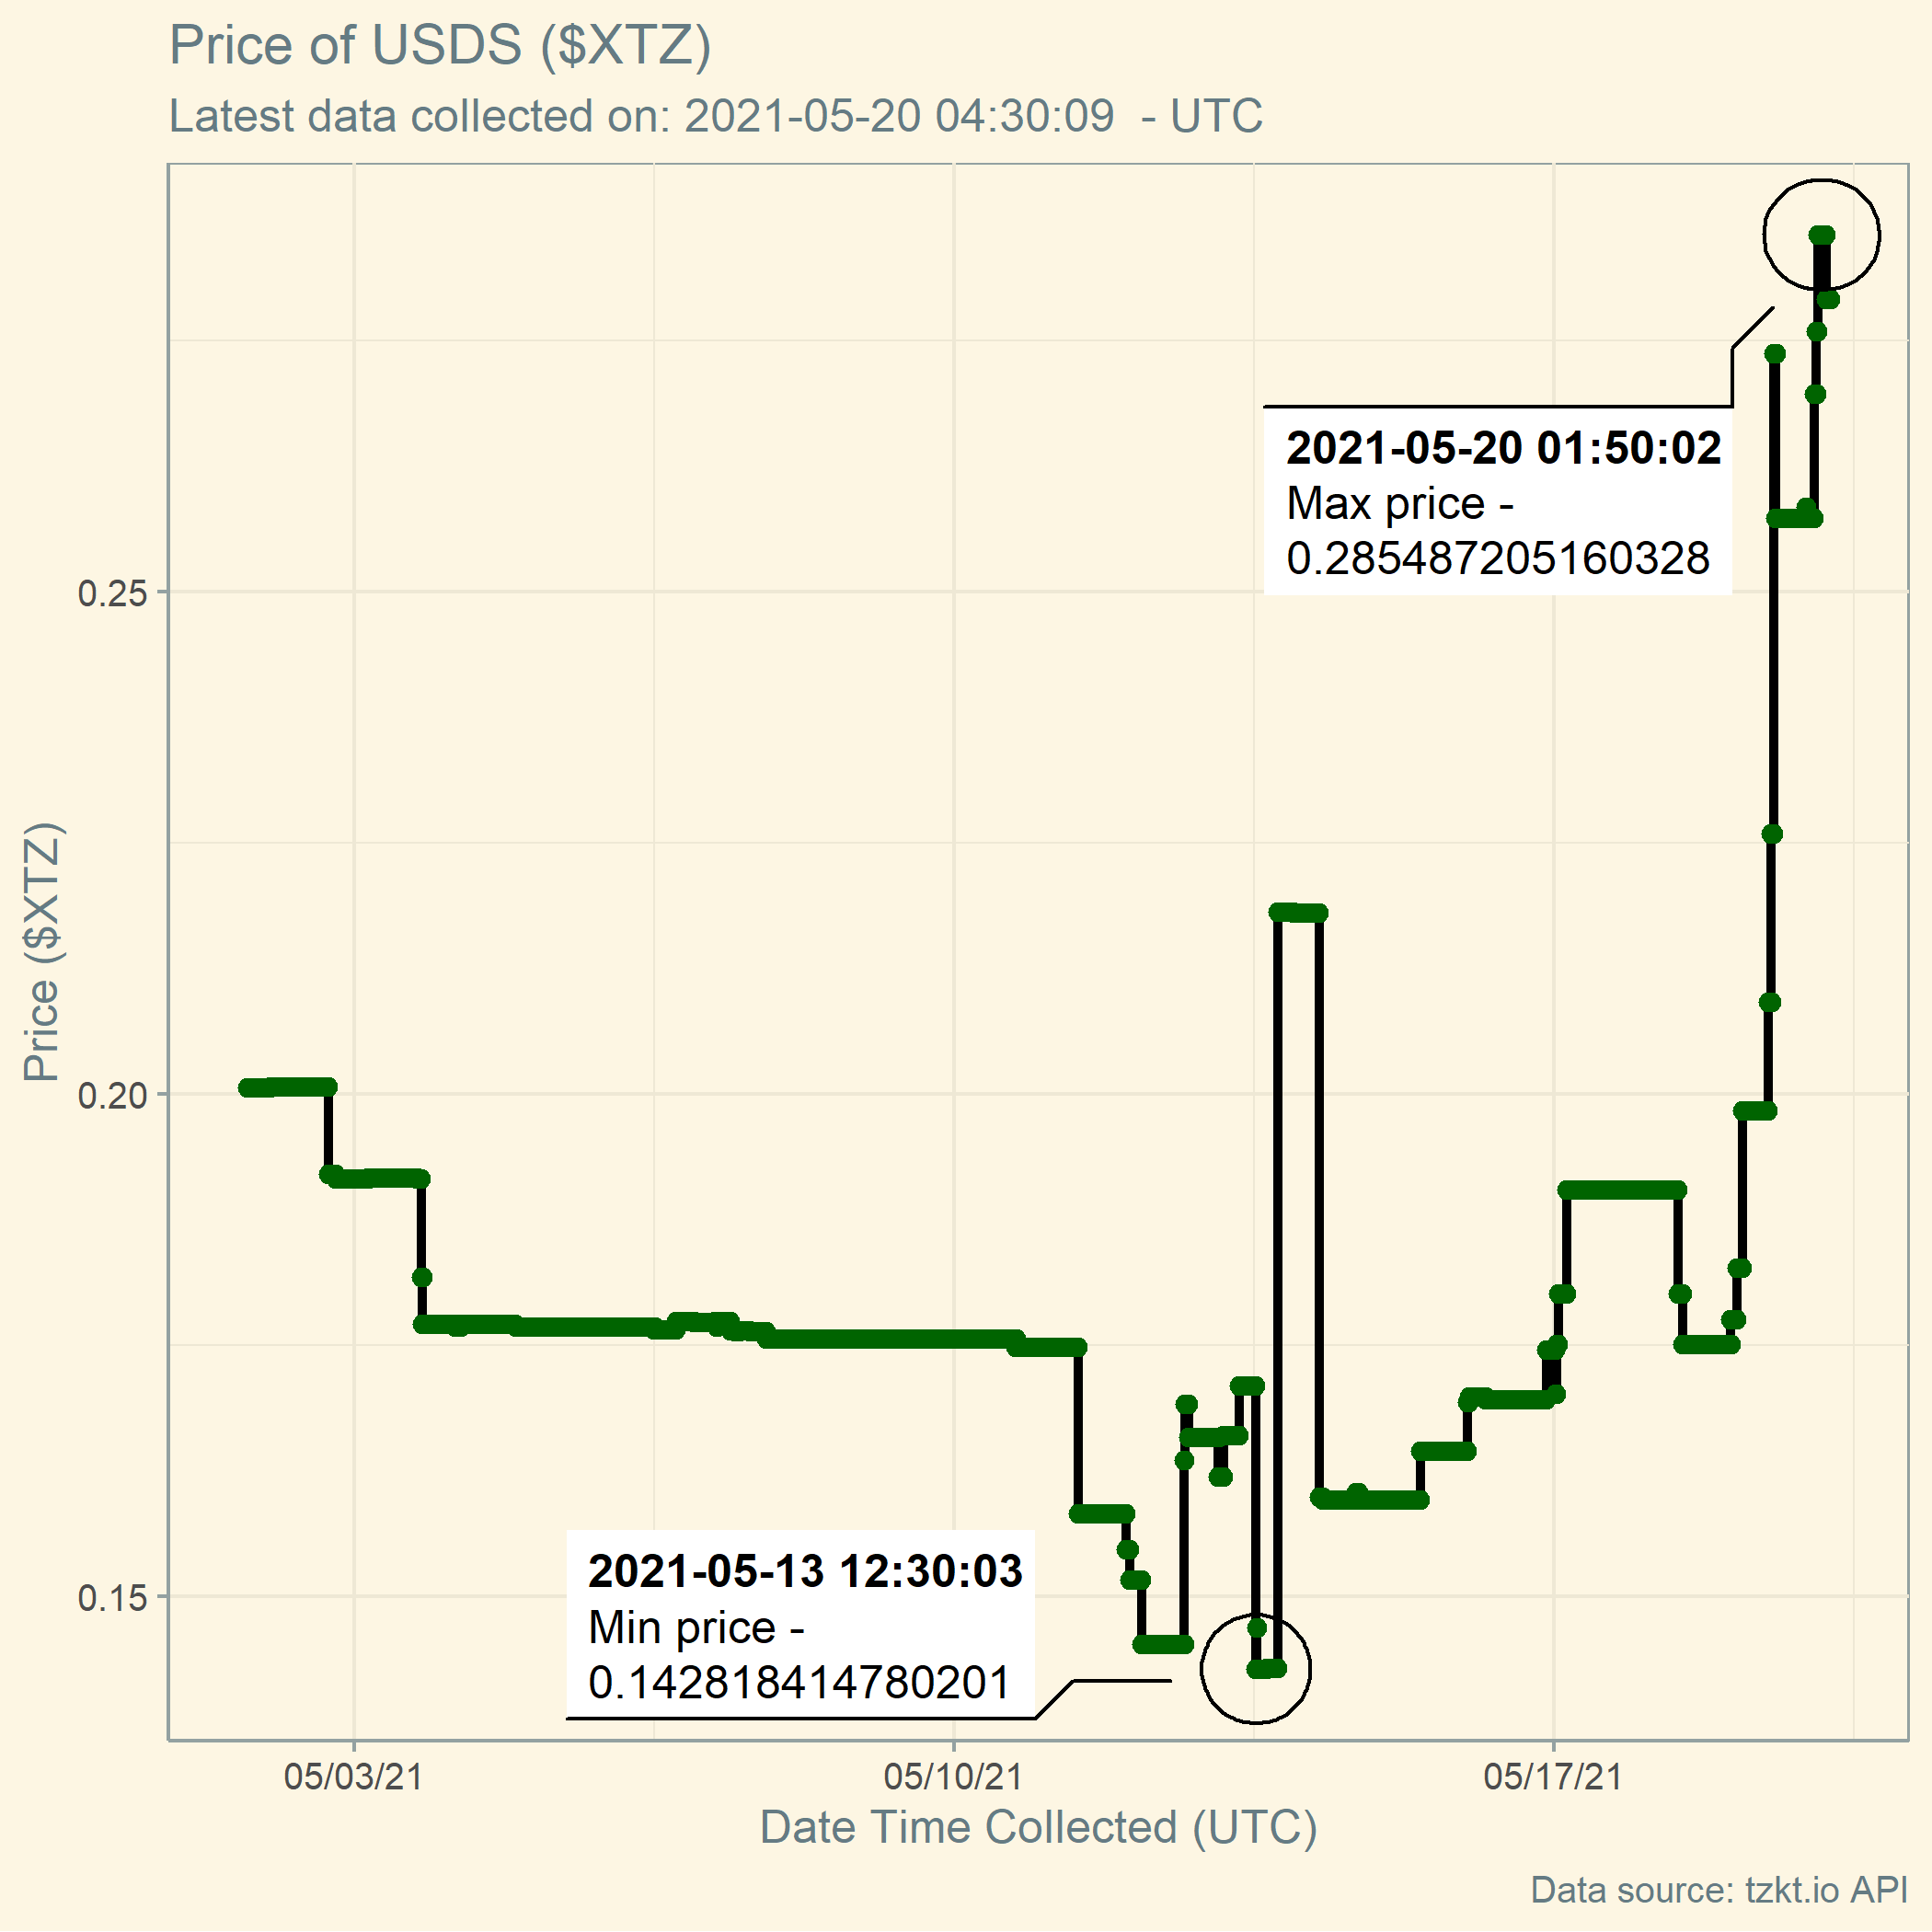 Price of USDS ($XTZ)
Latest data collected on: 2021-05-20 04:30:09  - UTC
2021-05-20 01:50:02
Max price -
0.285487205160328
0.25
0.20
0.15
Price ($XTZ)
2021-05-13 12:30:03
Min price -
0.142818414780201
05/03/21
05/10/21
05/17/21
Date Time Collected (UTC)
Data source: tzkt.io API